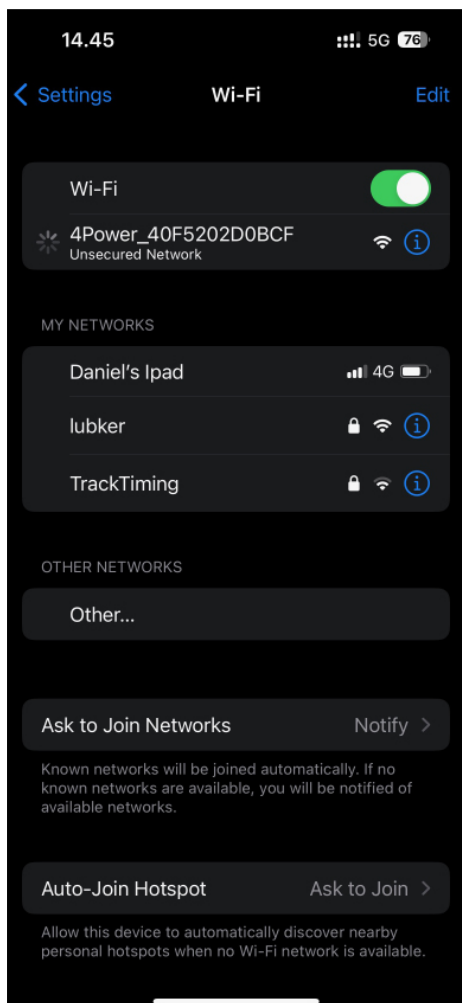 14.45 5G 76
Settings Wi-Fi Edit
Wi-Fi
4Power_40F5202D0BCF
Unsecured Network
MY NETWORKS
Daniel's Ipad 4G
lubker
TrackTiming
OTHER NETWORKS
Other...
Ask to Join Networks Notify
Known networks will be joined automatically. If no
known networks are available, you will be notified of
available networks.
Auto-Join Hotspot Ask to Join
Allow this device to automatically discover nearby
personal hotspots when no Wi-Fi network is available.